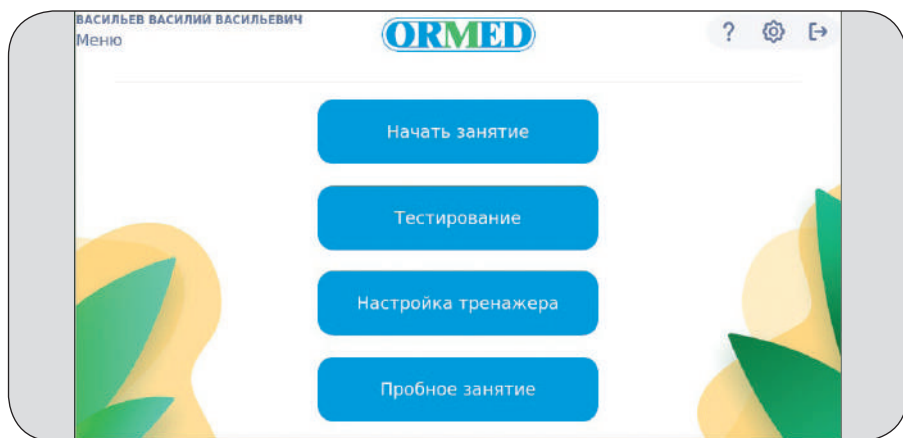 ВАСИЛЬЕВ ВАСИЛИЙ ВАСИЛЬЕВИЧ
Меню
ORMED
?
Начать занятие
Тестирование
Настройка тренажера
Пробное занятие